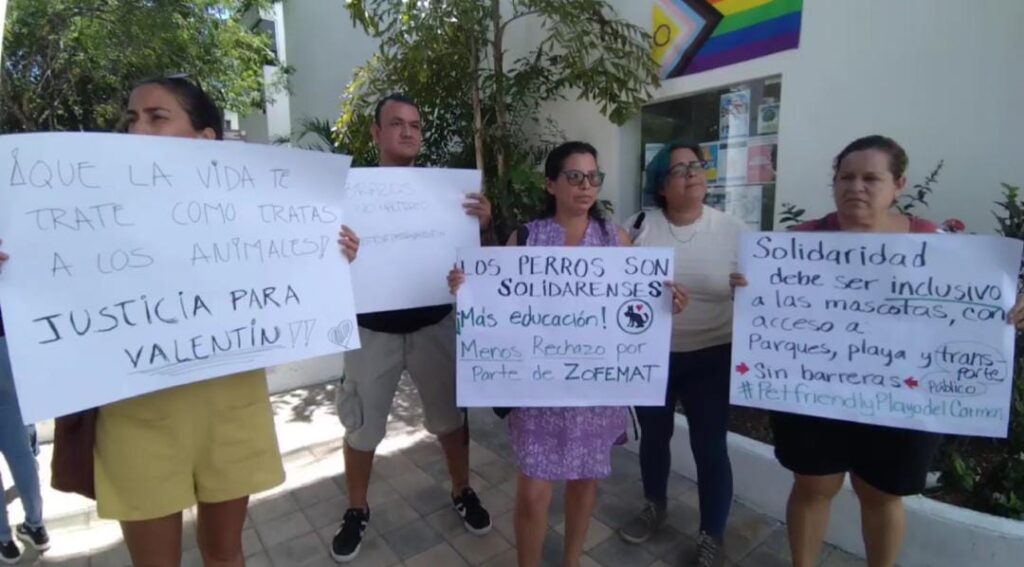 ¡QUE LA VIDA TE
TRATE COMO TRATAS
A LOS ANIMALES!
JUSTICIA PARA
VALENTÍN!!
LOS PERROS SON
SOLIDARENSES
¡Más educación!
Menos Rechazo por
Parte de ZOFEMAT
Solidaridad
debe ser inclusivo
a las mascotas, con
acceso a:
Parques, playa y transporte
Público
Sin barreras
#PetfriendlyPlayadelCarmen